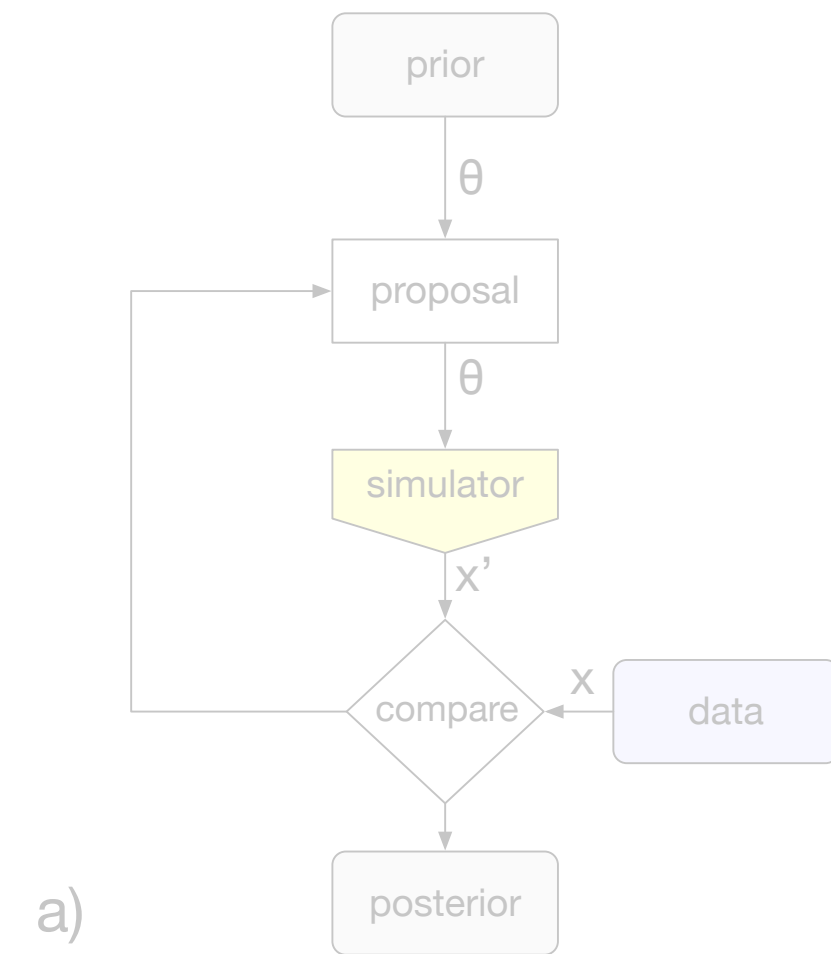 prior
θ
proposal
θ
simulator
x’
x
compare
data
posterior
a)